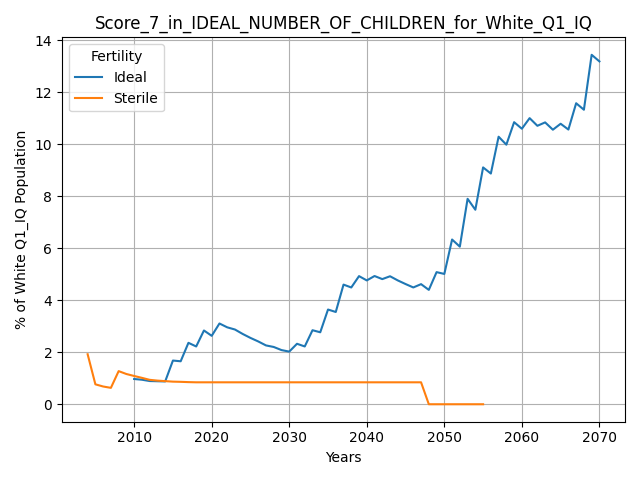 Score_7_in_IDEAL_NUMBER_OF_CHILDREN_for_White_Q1_IQ
Fertility
Ideal
Sterile
% of White Q1_IQ Population
14
12
10
8
6
4
2
0
2010 2020 2030 2040 2050 2060 2070
Years